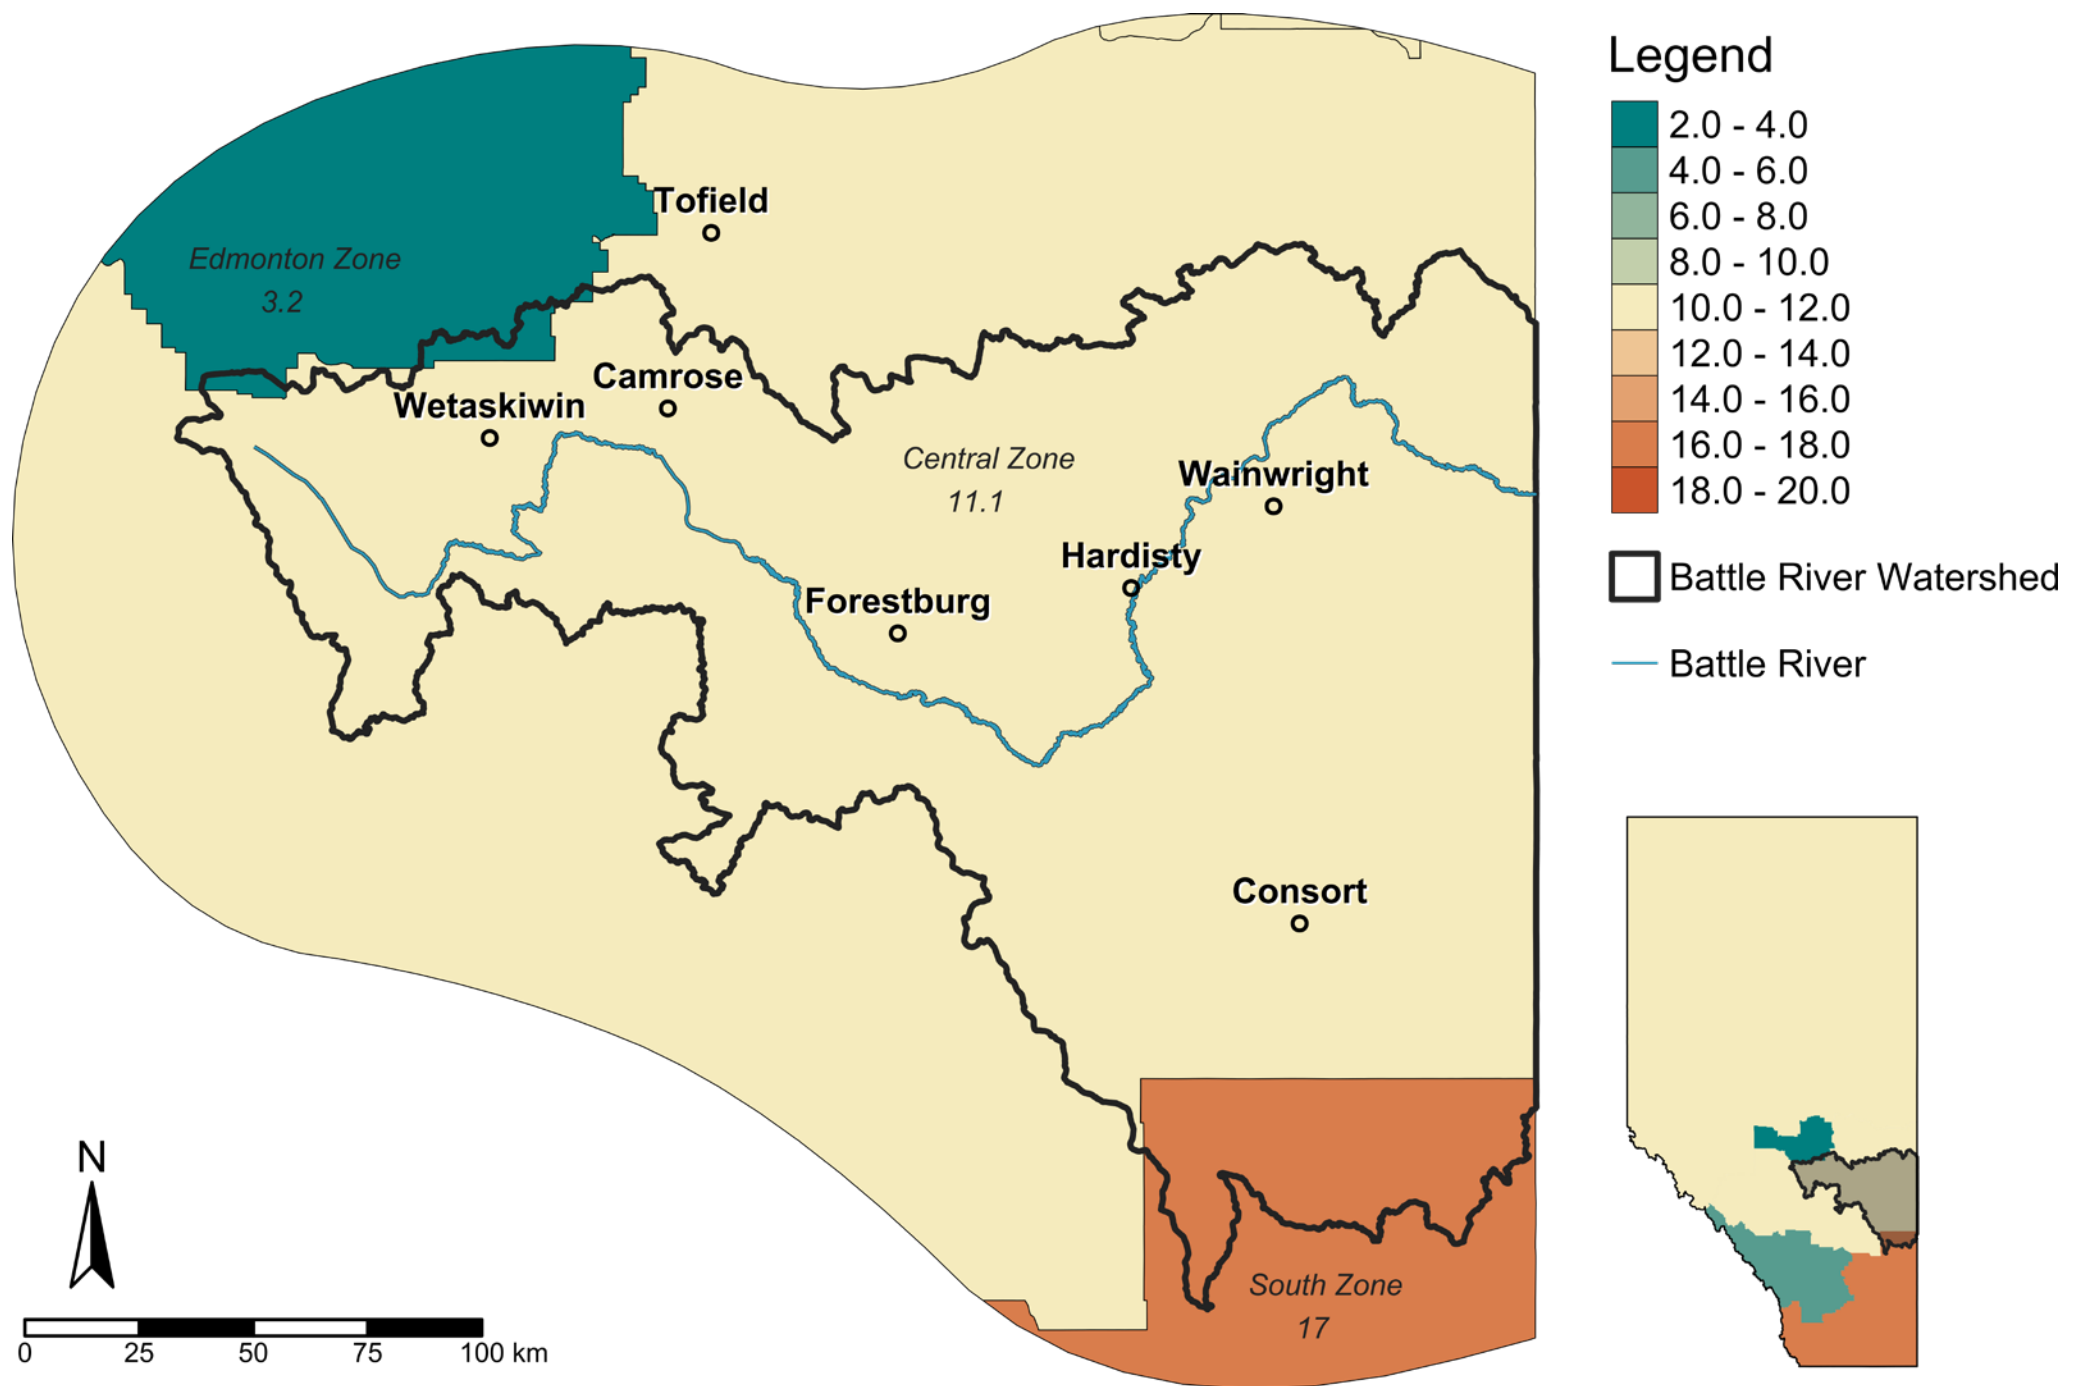 Tofield
Edmonton Zone
3.2
Camrose
Wetaskiwin
Central Zone
11.1
Wainwright
Hardisty
Forestburg
Consort
South Zone
17
N
0 25 50 75 100 km
Legend
2.0 - 4.0
4.0 - 6.0
6.0 - 8.0
8.0 - 10.0
10.0 - 12.0
12.0 - 14.0
14.0 - 16.0
16.0 - 18.0
18.0 - 20.0
Battle River Watershed
Battle River